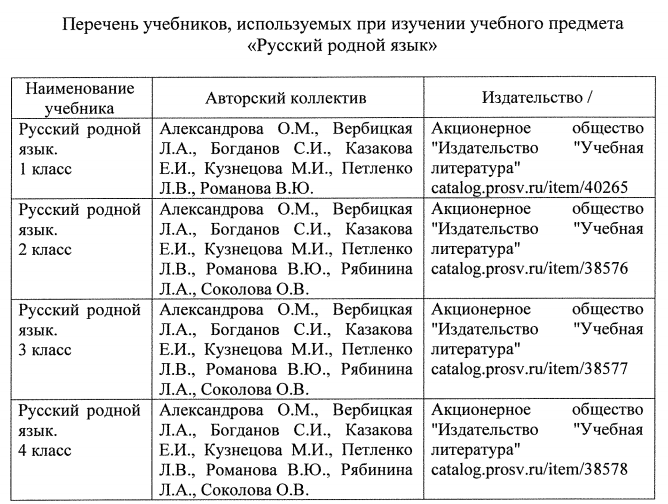 Перечень учебников, используемых при изучении учебного предмета
«Русский родной язык»
Наименование
учебника
Авторский коллектив
Издательство /
Русский родной
язык.
1 класс
Александрова О.М., Вербицкая
Л.А., Богданов С.И., Казакова
Е.И., Кузнецова М.И., Петленко
Л.В., Романова В.Ю.
Акционерное общество
"Издательство "Учебная
литература"
catalog.prosv.ru/item/40265
Русский родной
язык.
2 класс
Александрова О.М., Вербицкая
Л.А., Богданов С.И., Казакова
Е.И., Кузнецова М.И., Петленко
Л.В., Романова В.Ю., Рябинина
Л.А., Соколова О.В.
Акционерное общество
"Издательство "Учебная
литература"
catalog.prosv.ru/item/38576
Русский родной
язык.
3 класс
Александрова О.М., Вербицкая
Л.А., Богданов С.И., Казакова
Е.И., Кузнецова М.И., Петленко
Л.В., Романова В.Ю., Рябинина
Л.А., Соколова О.В.
Акционерное общество
"Издательство "Учебная
литература"
catalog.prosv.ru/item/38577
Русский родной
язык.
4 класс
Александрова О.М., Вербицкая
Л.А., Богданов С.И., Казакова
Е.И., Кузнецова М.И., Петленко
Л.В., Романова В.Ю., Рябинина
Л.А., Соколова О.В.
Акционерное общество
"Издательство "Учебная
литература"
catalog.prosv.ru/item/38578